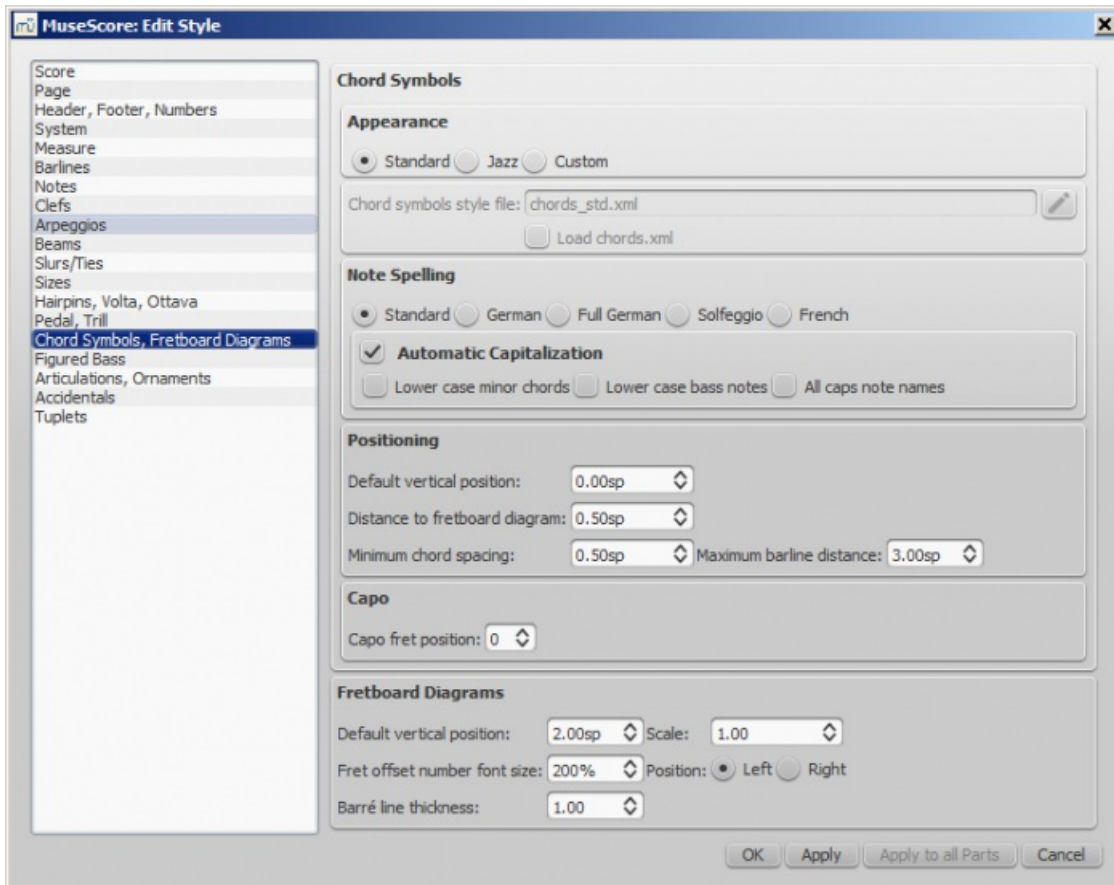 MuseScore: Edit Style
Score
Page
Header, Footer, Numbers
System
Measure
Barlines
Notes
Clefs
Arpeggios
Beams
Slurs/Ties
Sizes
Hairpins, Volta, Ottava
Pedal, Trill
Chord Symbols, Fretboard Diagrams
Figured Bass
Articulations, Ornaments
Accidentals
Tuplets
Chord Symbols
Appearance
Standard Jazz Custom
Chord symbols style file: chords_std.xml
Load chords.xml
Note Spelling
Standard German Full German Solfeggio French
Automatic Capitalization
Lower case minor chords Lower case bass notes All caps note names
Positioning
Default vertical position: 0.00sp
Distance to fretboard diagram: 0.50sp
Minimum chord spacing: 0.50sp Maximum barline distance: 3.00sp
Capo
Capo fret position: 0
Fretboard Diagrams
Default vertical position: 2.00sp Scale: 1.00
Fret offset number font size: 200% Position: Left Right
Barré line thickness: 1.00
OK Apply Apply to all Parts Cancel